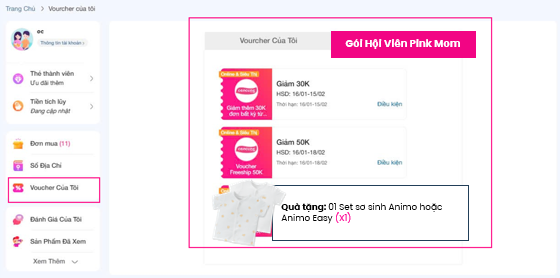 Trang Chủ > Voucher của tôi
oc
Thông tin tài khoản
Thẻ thành viên
Ưu đãi thêm
Tiền tích lũy
Đang cập nhật
Đơn mua (11)
Sổ Địa Chỉ
Voucher Của Tôi
Đánh Giá Của Tôi
Sản Phẩm Đã Xem
Xem Thêm
Vourcher Của Tôi
Gói Hội Viên Pink Mom
Online & Siêu Thị
Giảm thêm 30K
đơn bất kỳ từ...
Giảm 30K
HSD: 16/01-15/02
Thời hạn: 16/01-15/02
Điều kiện
Online & Siêu Thị
Voucher
Freeship 50K
Giảm 50K
HSD: 16/01-18/02
Thời hạn: 16/01-18/02
Điều kiện
Quà tặng: 01 Set sơ sinh Animo hoặc
Animo Easy (x1)